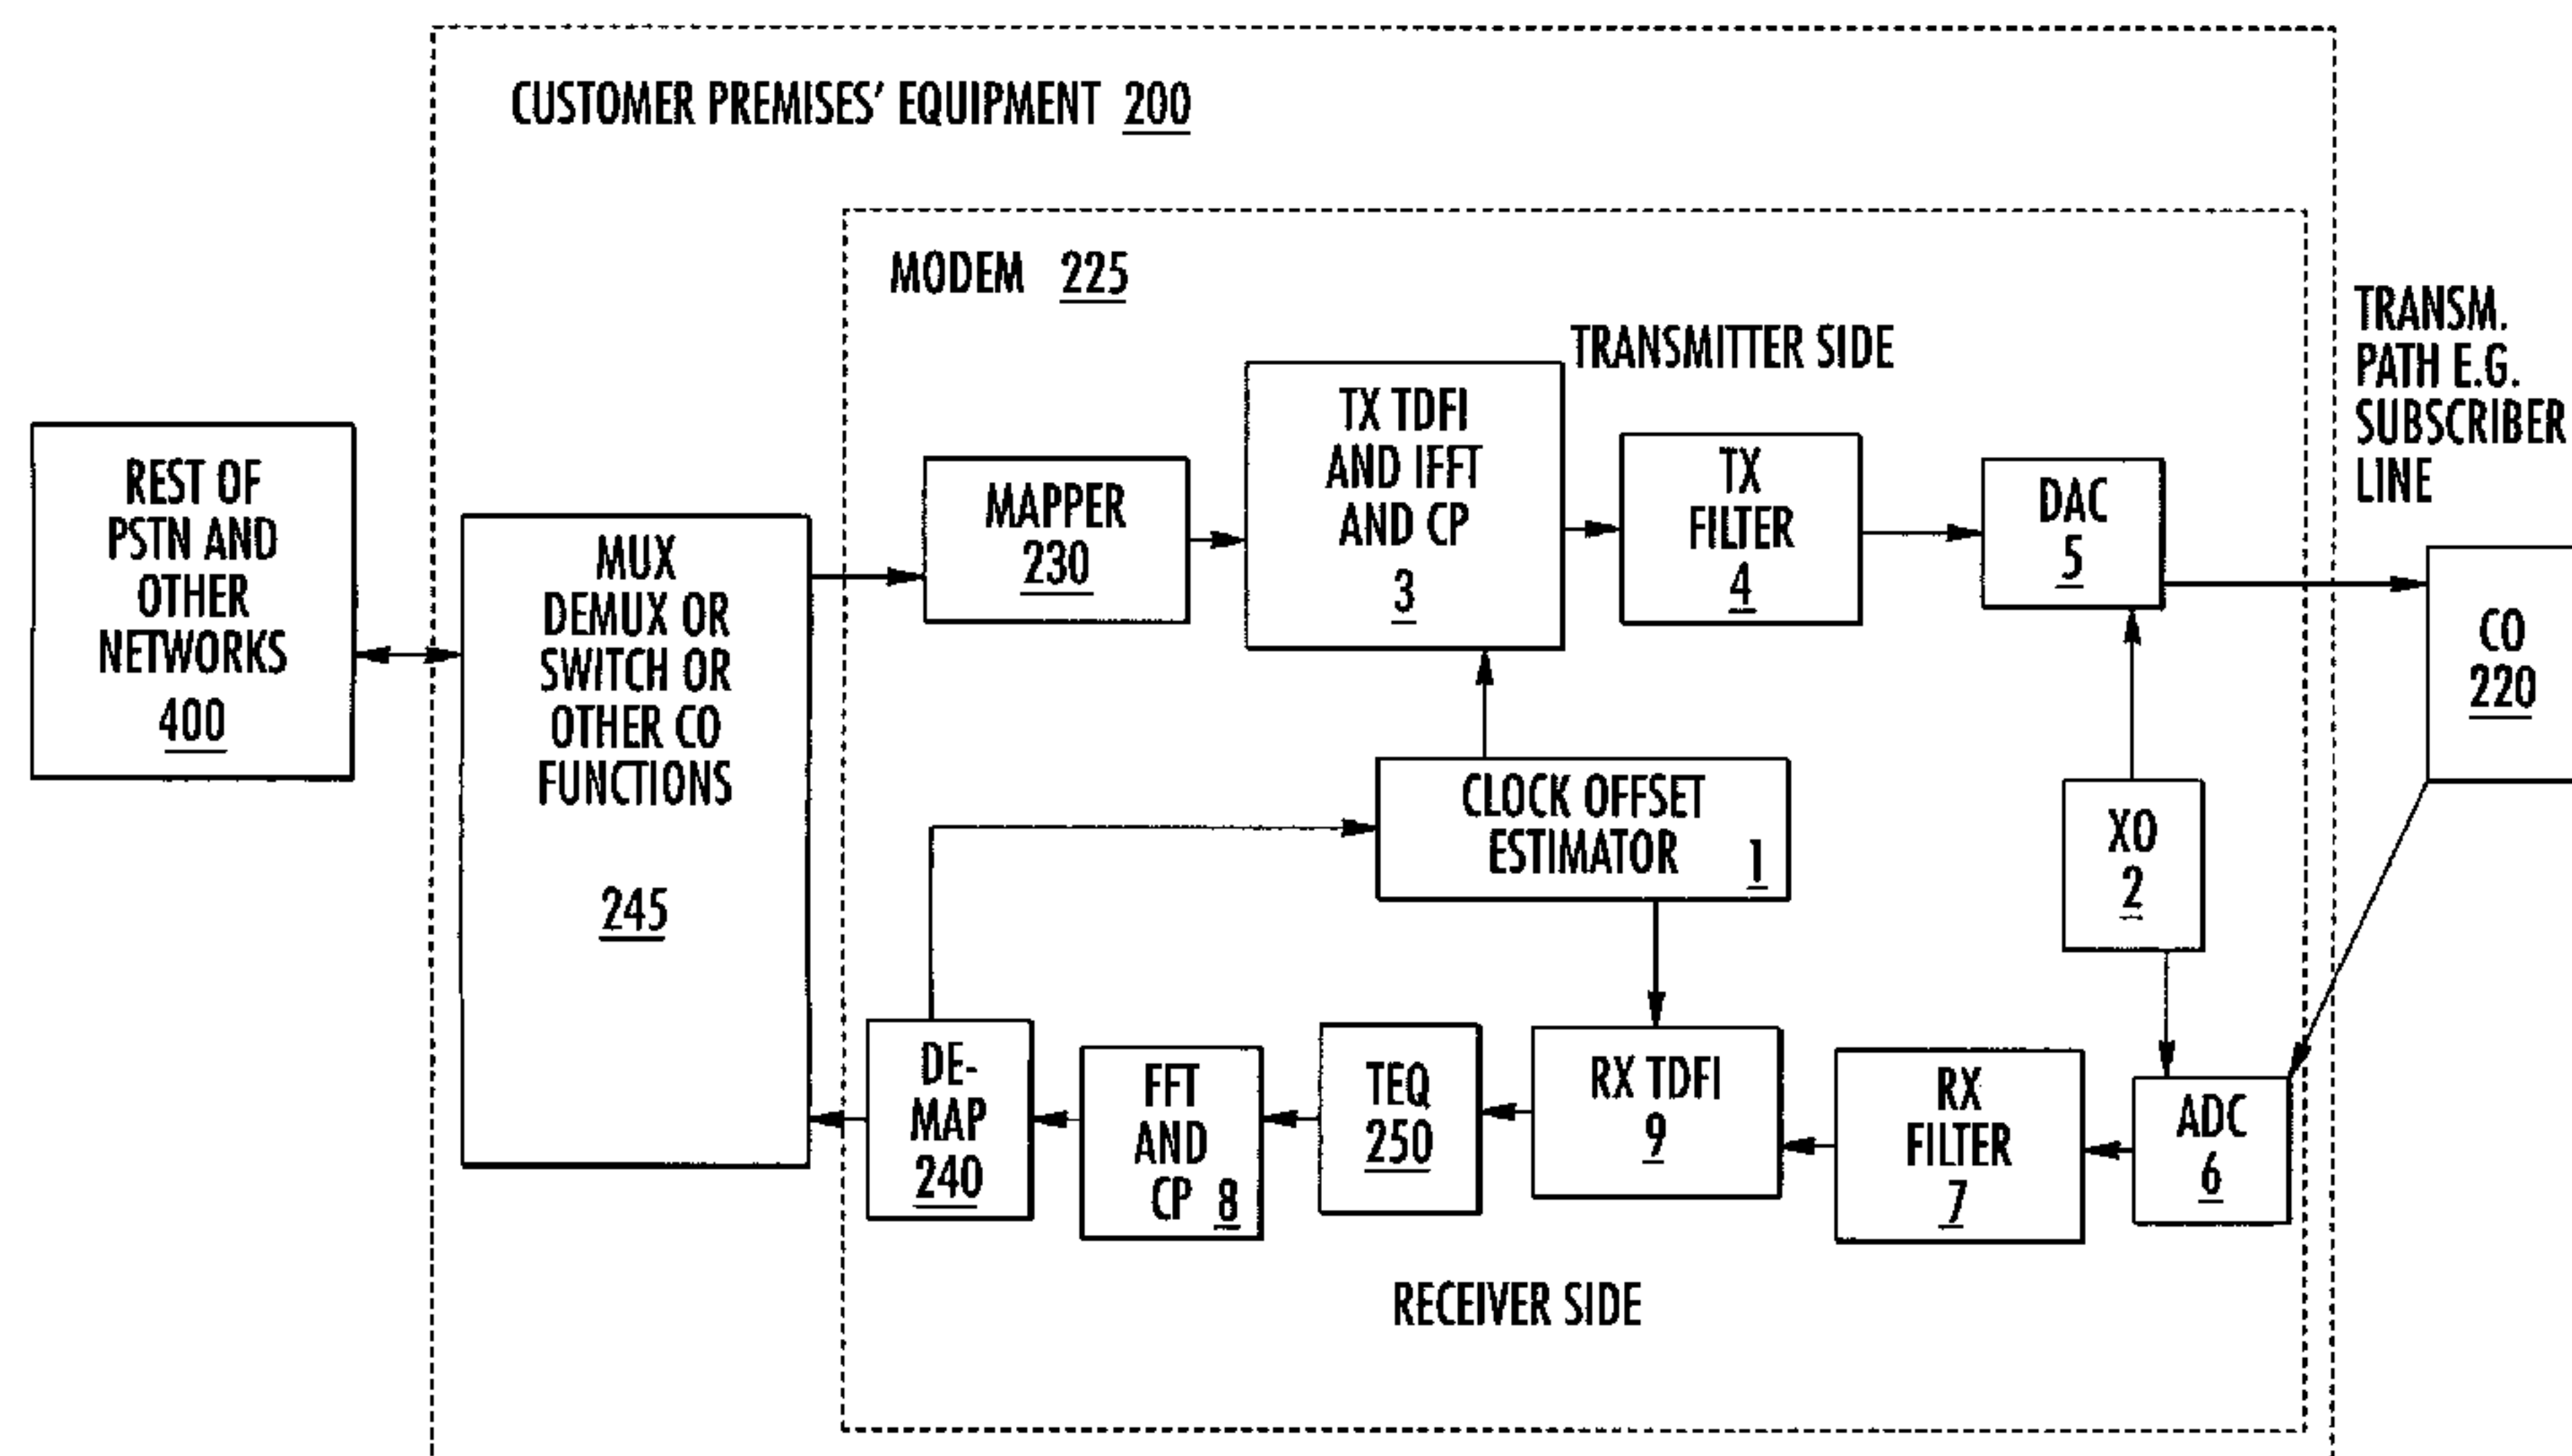 CUSTOMER PREMISES' EQUIPMENT 200
MODEM 225
TRANSMITTER SIDE
TRANSM.
PATH E.G.
SUBSCRIBER
LINE
REST OF
PSTN AND
OTHER
NETWORKS
400
MUX
DEMUX OR
SWITCH OR
OTHER CO
FUNCTIONS
245
MAPPER
230
TX TDFI
AND IFFT
AND CP
3
TX
FILTER
4
DAC
5
CO
220
CLOCK OFFSET
ESTIMATOR 1
XO
2
DE-
MAP
240
FFT
AND
CP 8
TEQ
250
RX TDFI
9
RX
FILTER
7
ADC
6
RECEIVER SIDE